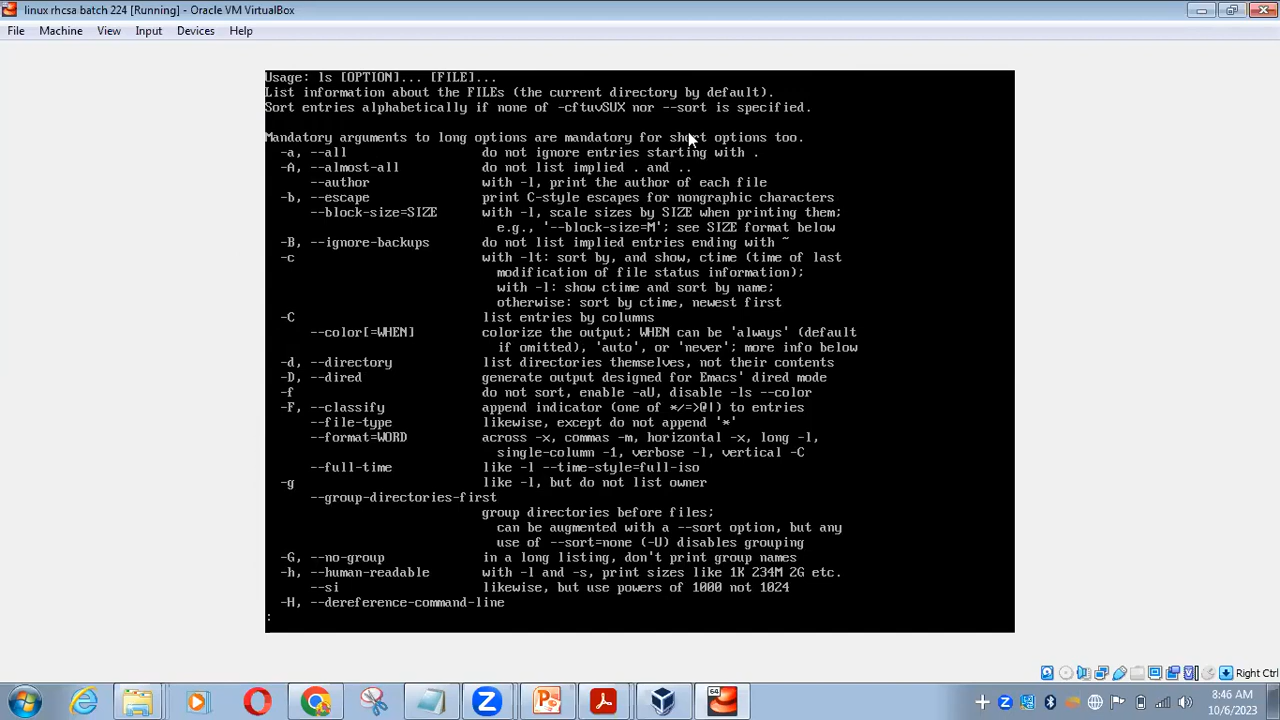 linux rhcsa batch 224 [Running] - Oracle VM VirtualBox
File Machine View Input Devices Help
Usage: ls [OPTION]... [FILE]...
List information about the FILEs (the current directory by default).
Sort entries alphabetically if none of -cftuvSUX nor --sort is specified.
Mandatory arguments to long options are mandatory for short options too.
-a, --all do not ignore entries starting with .
-A, --almost-all do not list implied . and ..
--author with -l, print the author of each file
-b, --escape print C-style escapes for nongraphic characters
--block-size=SIZE with -l, scale sizes by SIZE when printing them;
e.g., '--block-size=M'; see SIZE format below
-B, --ignore-backups do not list implied entries ending with ~
-c with -lt: sort by, and show, ctime (time of last
modification of file status information);
with -l: show ctime and sort by name;
otherwise: sort by ctime, newest first
-C list entries by columns
--color[=WHEN] colorize the output; WHEN can be 'always' (default
if omitted), 'auto', or 'never'; more info below
-d, --directory list directories themselves, not their contents
-D, --dired generate output designed for Emacs' dired mode
-f do not sort, enable -aU, disable -ls --color
-F, --classify append indicator (one of */=>@|) to entries
--file-type likewise, except do not append '*'
--format=WORD across -x, commas -m, horizontal -x, long -l,
single-column -1, verbose -l, vertical -C
--full-time like -l --time-style=full-iso
-g like -l, but do not list owner
--group-directories-first
group directories before files;
can be augmented with a --sort option, but any
use of --sort=none (-U) disables grouping
-G, --no-group in a long listing, don't print group names
-h, --human-readable with -l and -s, print sizes like 1K 234M 2G etc.
--si likewise, but use powers of 1000 not 1024
-H, --dereference-command-line
:
Right Ctrl
64
8:46 AM
10/6/2023